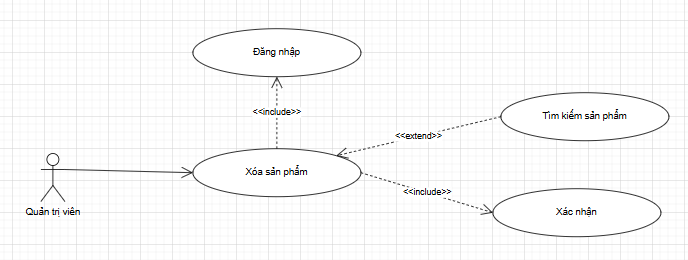 Đăng nhập
<<include>>
Tìm kiếm sản phẩm
<<extend>>
Xóa sản phẩm
<<include>>
Quản trị viên
Xác nhận